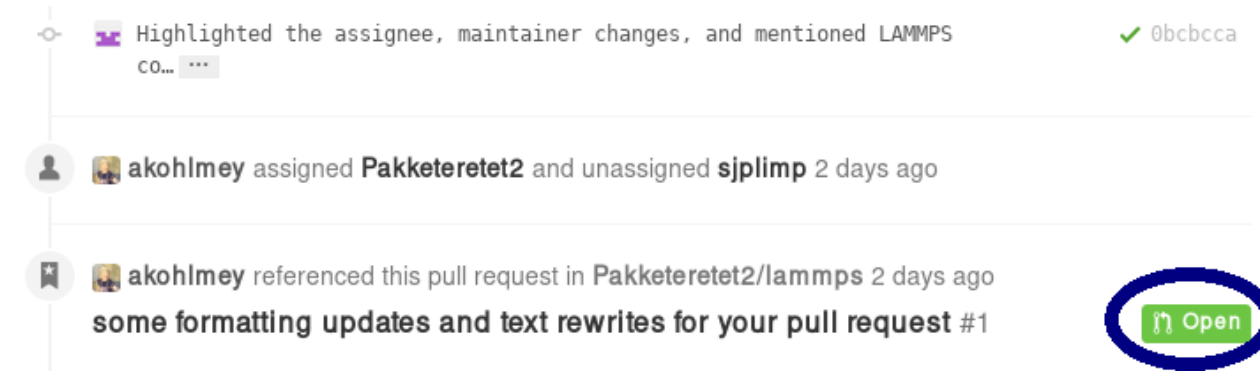 Highlighted the assignee, maintainer changes, and mentioned LAMMPS 0bcbcca
co… ...
akohlmey assigned Pakketeretet2 and unassigned sjplimp 2 days ago
akohlmey referenced this pull request in Pakketeretet2/lammps 2 days ago
some formatting updates and text rewrites for your pull request #1 Open